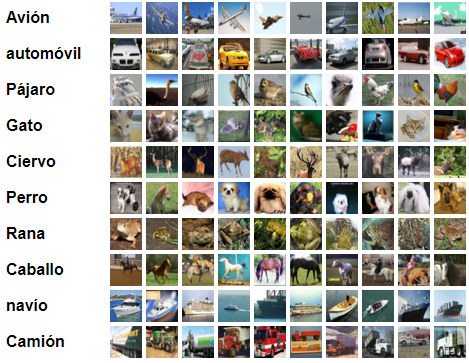 Avión
automóvil
Pájaro
Gato
Ciervo
Perro
Rana
Caballo
navío
Camión